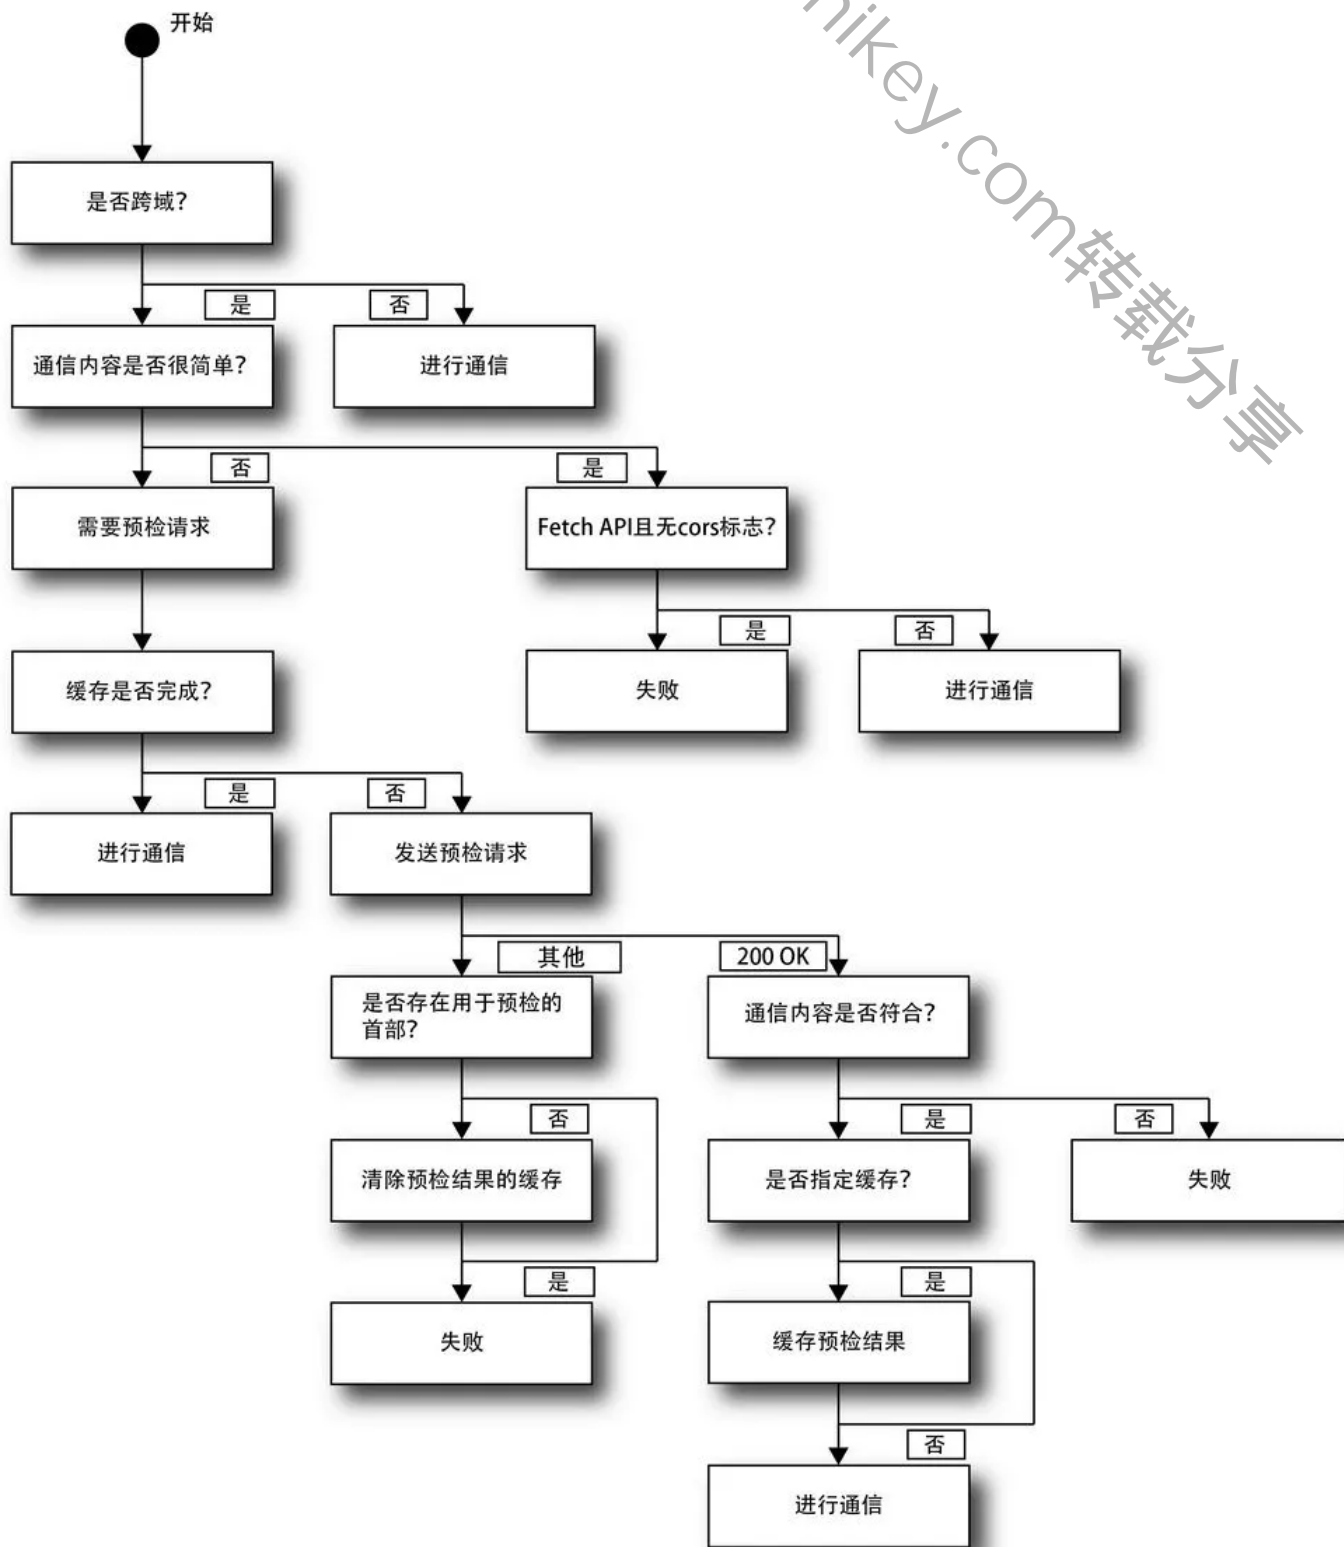 开始
是否跨域?
是
否
通信内容是否很简单?
进行通信
否
是
需要预检请求
Fetch API且无cors标志?
是
否
缓存是否完成?
失败
进行通信
是
否
进行通信
发送预检请求
其他
200 OK
是否存在用于预检的
首部?
通信内容是否符合?
否
是
否
清除预检结果的缓存
是否指定缓存?
失败
是
是
失败
缓存预检结果
否
进行通信
key.com转载分享